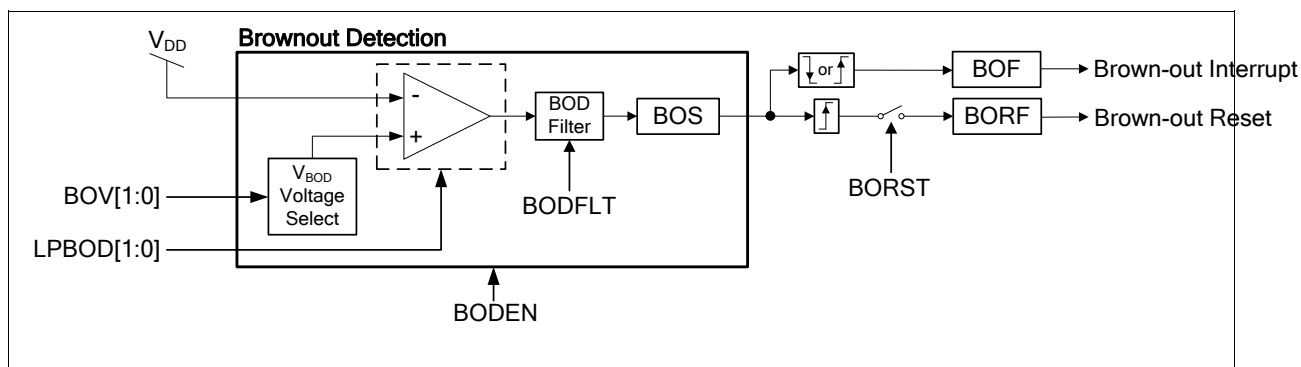 Brownout Detection
VDD
-
+
VBOD
Voltage
Select
BOD
Filter
BOS
or
BOF
Brown-out Interrupt
BORF
Brown-out Reset
BOV[1:0]
LPBOD[1:0]
BODFLT
BORST
BODEN